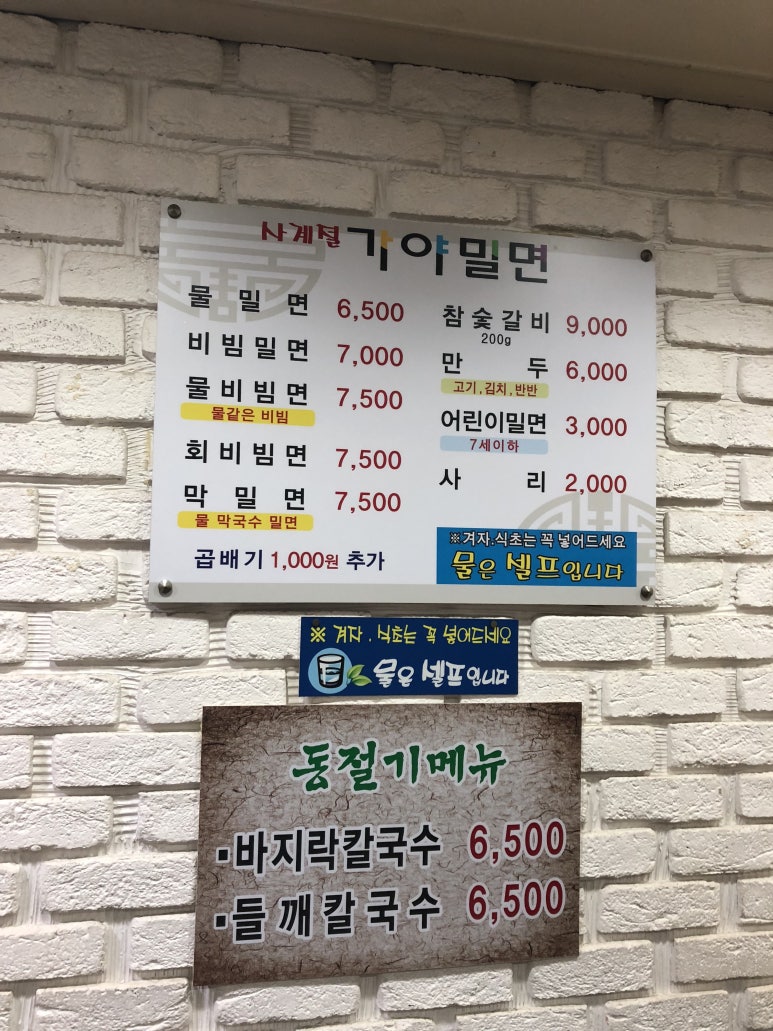 사계절 가야밀면
물밀면 6,500
비빔밀면 7,000
물비빔면 7,500
물같은 비빔
회비빔면 7,500
막밀면 7,500
물 막국수 밀면
곱배기 1,000원 추가
참숯갈비 9,000
200g
만두 6,000
고기,김치,반반
어린이밀면 3,000
7세이하
사리 2,000
※겨자.식초는 꼭 넣어드세요
물은 셀프입니다
※ 겨자.식초는 꼭 넣어드세요
물은 셀프입니다
동절기메뉴
·바지락칼국수 6,500
·들깨칼국수 6,500